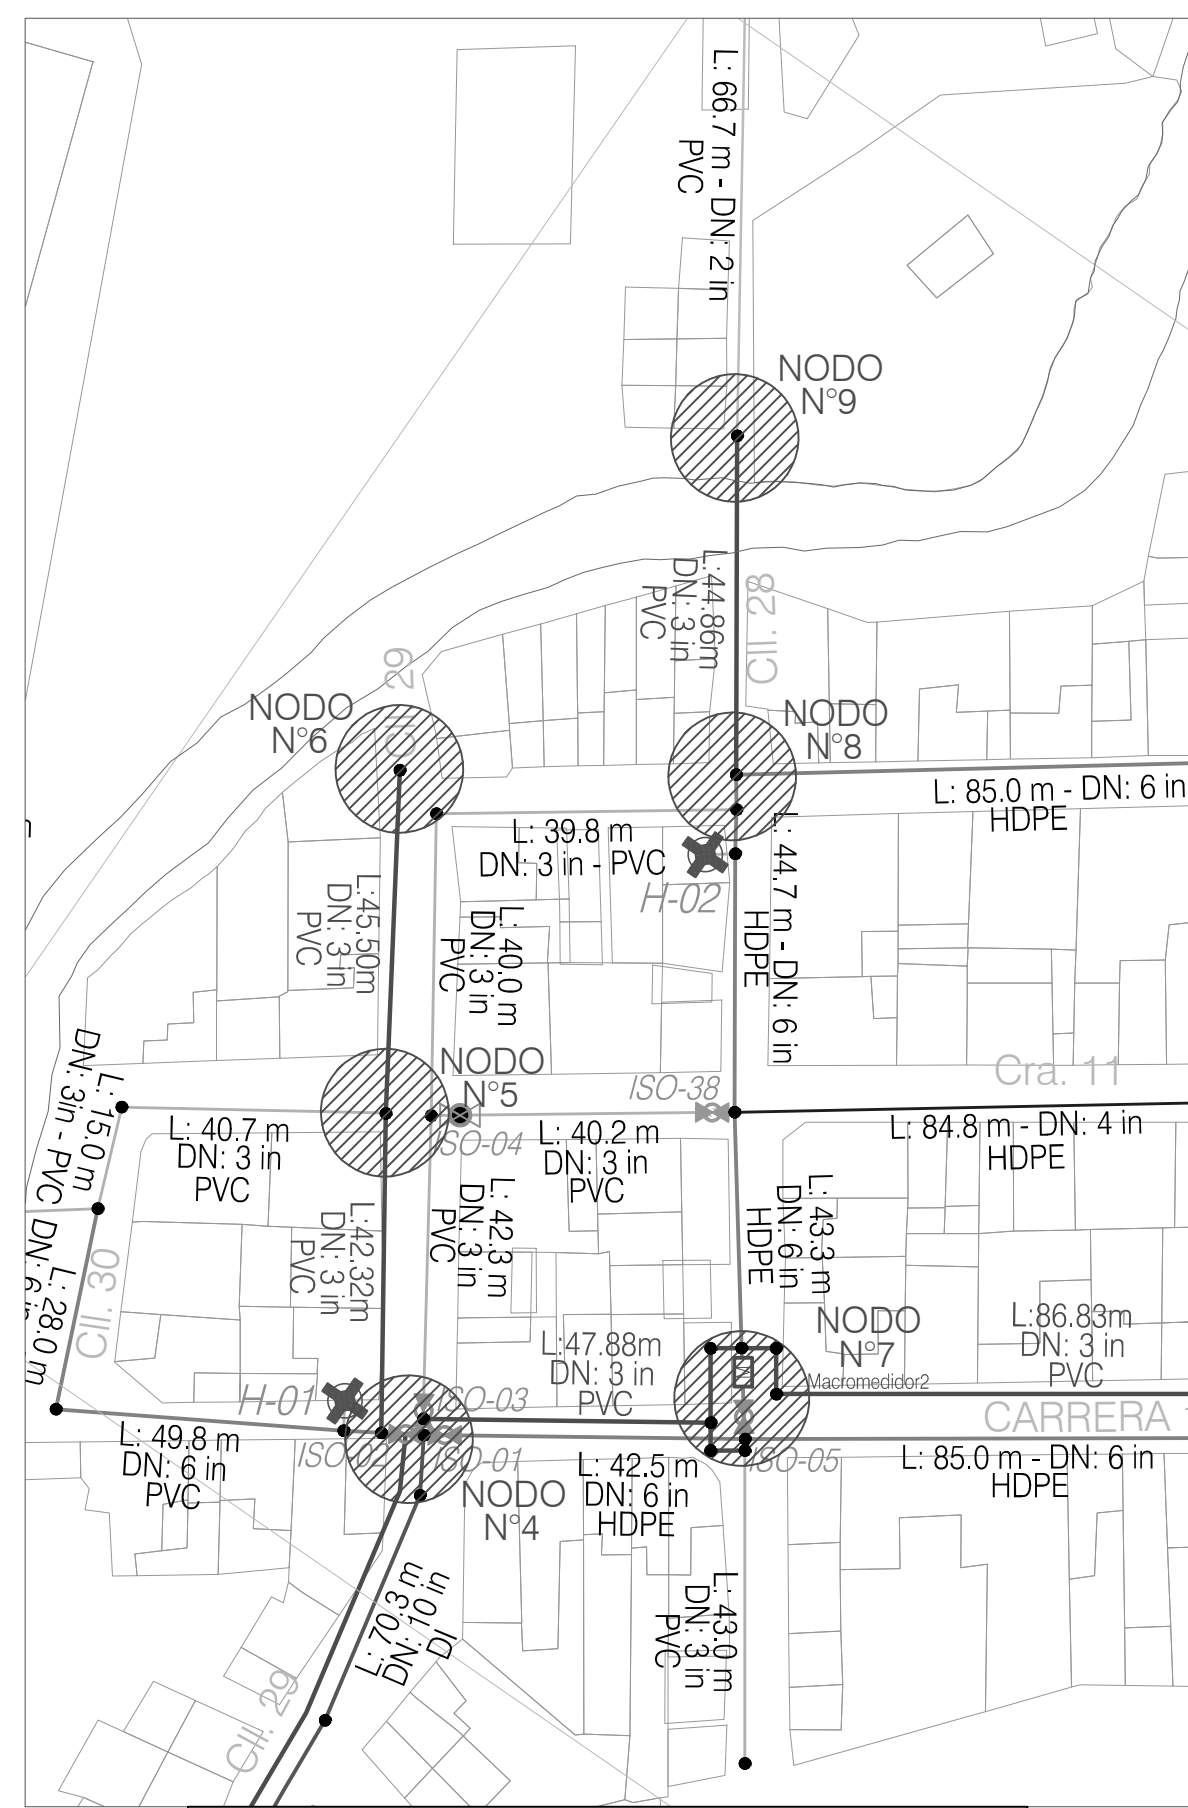 L: 66.7 m - DN: 2 in
PVC
NODO
N°9
L: 44.86m
DN: 3 in
PVC
Cll. 28
Cll. 29
NODO
N°6
NODO
N°8
L: 85.0 m - DN: 6 in
HDPE
L: 39.8 m
DN: 3 in - PVC
H-02
L: 44.7 m - DN: 6 in
HDPE
L:45.50m
DN: 3 in
PVC
L: 40.0 m
DN: 3 in
PVC
NODO
N°5
ISO-38
Cra. 11
L: 15.0 m
DN: 3in - PVC
L: 40.7 m
DN: 3 in
PVC
ISO-04
L: 40.2 m
DN: 3 in
PVC
L: 84.8 m - DN: 4 in
HDPE
L: 28.0 m
DN: 6 in
Cll. 30
L:42.32m
DN: 3 in
PVC
L: 42.3 m
DN: 3 in
PVC
L: 43.3 m
DN: 6 in
HDPE
L:47.88m
DN: 3 in
PVC
NODO
N°7
Macromedidor2
L:86.83m
DN: 3 in
PVC
H-01
ISO-03
CARRERA 1
L: 49.8 m
DN: 6 in
PVC
ISO-02
ISO-01
L: 42.5 m
DN: 6 in
HDPE
ISO-05
L: 85.0 m - DN: 6 in
HDPE
NODO
N°4
L: 70.3 m
DN: 10 in
DI
L: 43.0 m
DN: 3 in
PVC
Cll. 29